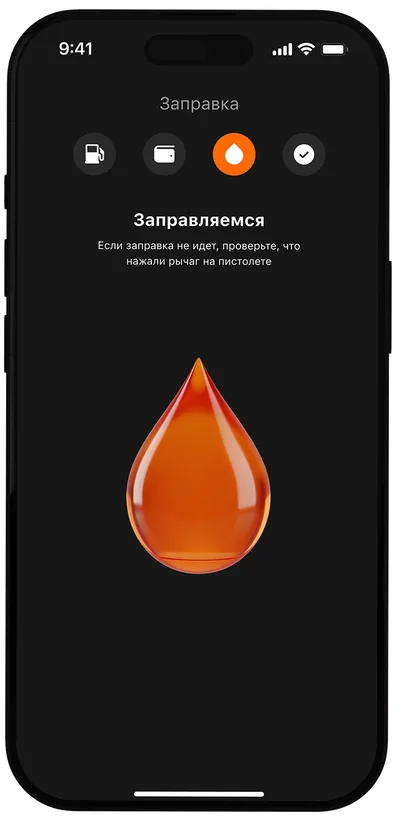 9:41
Заправка
Заправляемся
Если заправка не идет, проверьте, что
нажали рычаг на пистолете